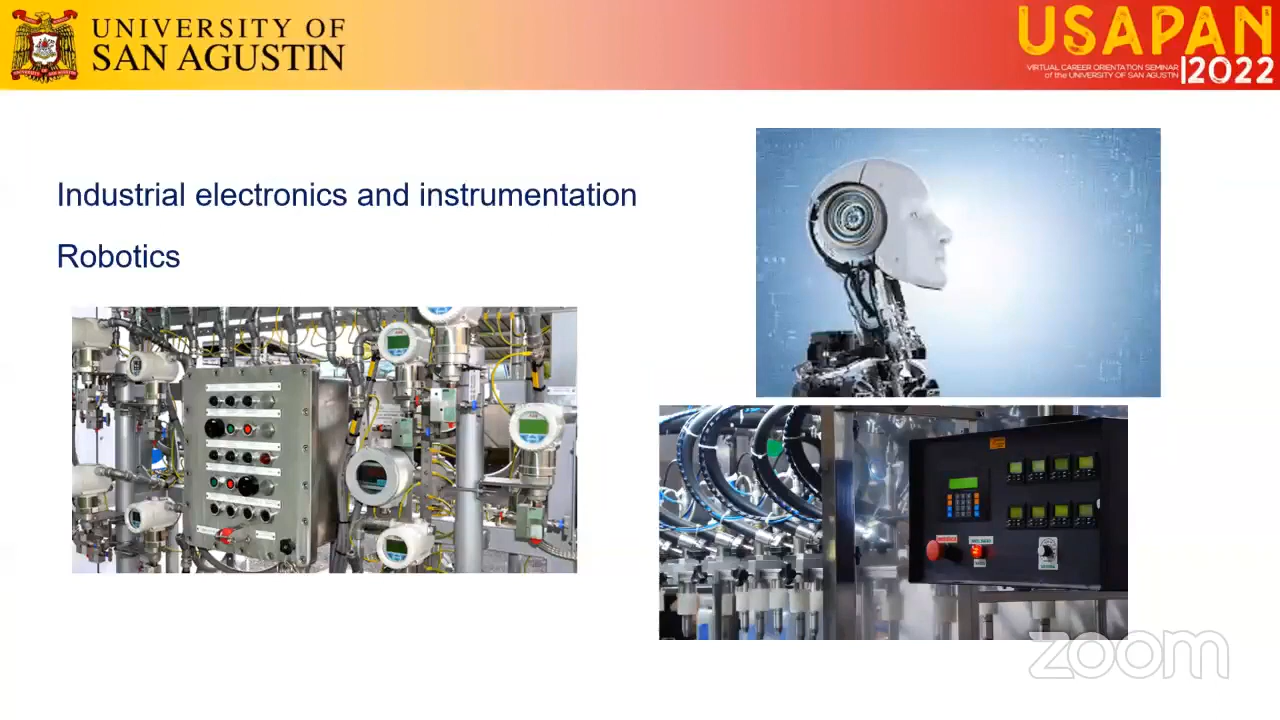 UNIVERSITY OF
SAN AGUSTIN
USAPAN
VIRTUAL CAREER ORIENTATION SEMINAR
of the UNIVERSITY OF SAN AGUSTIN
2022
Industrial electronics and instrumentation
Robotics
zoom